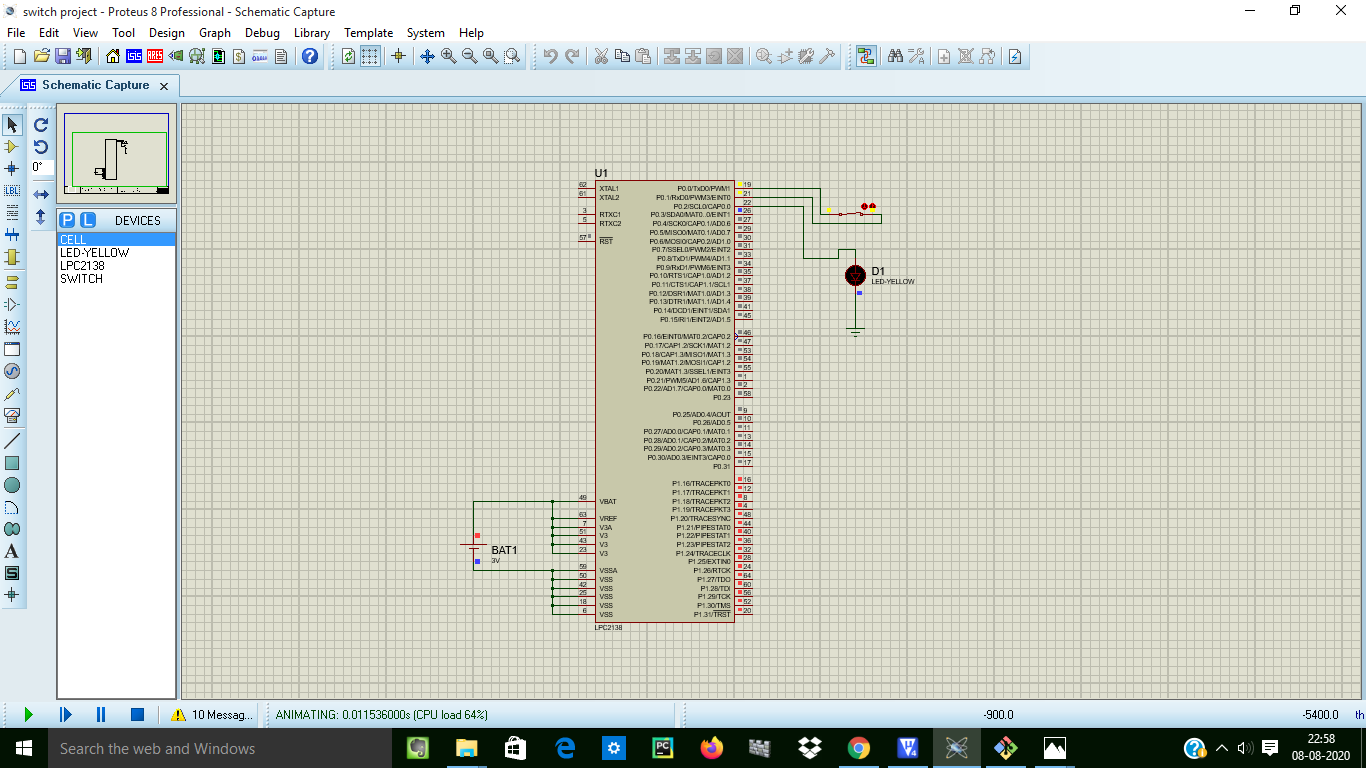 switch project - Proteus 8 Professional - Schematic Capture
File Edit View Tool Design Graph Debug Library Template System Help
Schematic Capture
0°
P L DEVICES
CELL
LED-YELLOW
LPC2138
SWITCH
U1
62 XTAL1 P0.0/TxD0/PWM1 19
61 XTAL2 P0.1/RxD0/PWM3/EINT0 21
P0.2/SCL0/CAP0.0 22
3 RTXC1 P0.3/SDA0/MAT0..0/EINT1 26
5 RTXC2 P0.4/SCK0/CAP0.1/AD0.6 27
P0.5/MISO0/MAT0.1/AD0.7 29
57 RST P0.6/MOSI0/CAP0.2/AD1.0 30
P0.7/SSEL0/PWM2/EINT2 31
P0.8/TxD1/PWM4/AD1.1 33
P0.9/RxD1/PWM6/EINT3 34
P0.10/RTS1/CAP1.0/AD1.2 35
P0.11/CTS1/CAP1.1/SCL1 37
P0.12/DSR1/MAT1.0/AD1.3 38
P0.13/DTR1/MAT1.1/AD1.4 39
P0.14/DCD1/EINT1/SDA1 41
P0.15/RI1/EINT2/AD1.5 45
D1
LED-YELLOW
P0.16/EINT0/MAT0.2/CAP0.2 46
P0.17/CAP1.2/SCK1/MAT1.2 47
P0.18/CAP1.3/MISO1/MAT1.3 53
P0.19/MAT1.2/MOSI1/CAP1.2 54
P0.20/MAT1.3/SSEL1/EINT3 55
P0.21/PWM5/AD1.6/CAP1.3 1
P0.22/AD1.7/CAP0.0/MAT0.0 2
P0.23 58
P0.25/AD0.4/AOUT 9
P0.26/AD0.5 10
P0.27/AD0.0/CAP0.1/MAT0.1 11
P0.28/AD0.1/CAP0.2/MAT0.2 13
P0.29/AD0.2/CAP0.3/MAT0.3 14
P0.30/AD0.3/EINT3/CAP0.0 15
P0.31 17
P1.16/TRACEPKT0 16
P1.17/TRACEPKT1 12
49 VBAT P1.18/TRACEPKT2 8
P1.19/TRACEPKT3 4
63 VREF P1.20/TRACESYNC 48
7 V3A P1.21/PIPESTAT0 44
51 V3 P1.22/PIPESTAT1 40
43 V3 P1.23/PIPESTAT2 36
23 V3 P1.24/TRACECLK 32
P1.25/EXTIN0 28
59 VSSA P1.26/RTCK 24
50 VSS P1.27/TDO 64
42 VSS P1.28/TDI 60
25 VSS P1.29/TCK 56
18 VSS P1.30/TMS 52
6 VSS P1.31/TRST 20
BAT1
3V
LPC2138
10 Messag... ANIMATING: 0.011536000s (CPU load 64%) -900.0 -5400.0 th
Search the web and Windows
22:58
08-08-2020